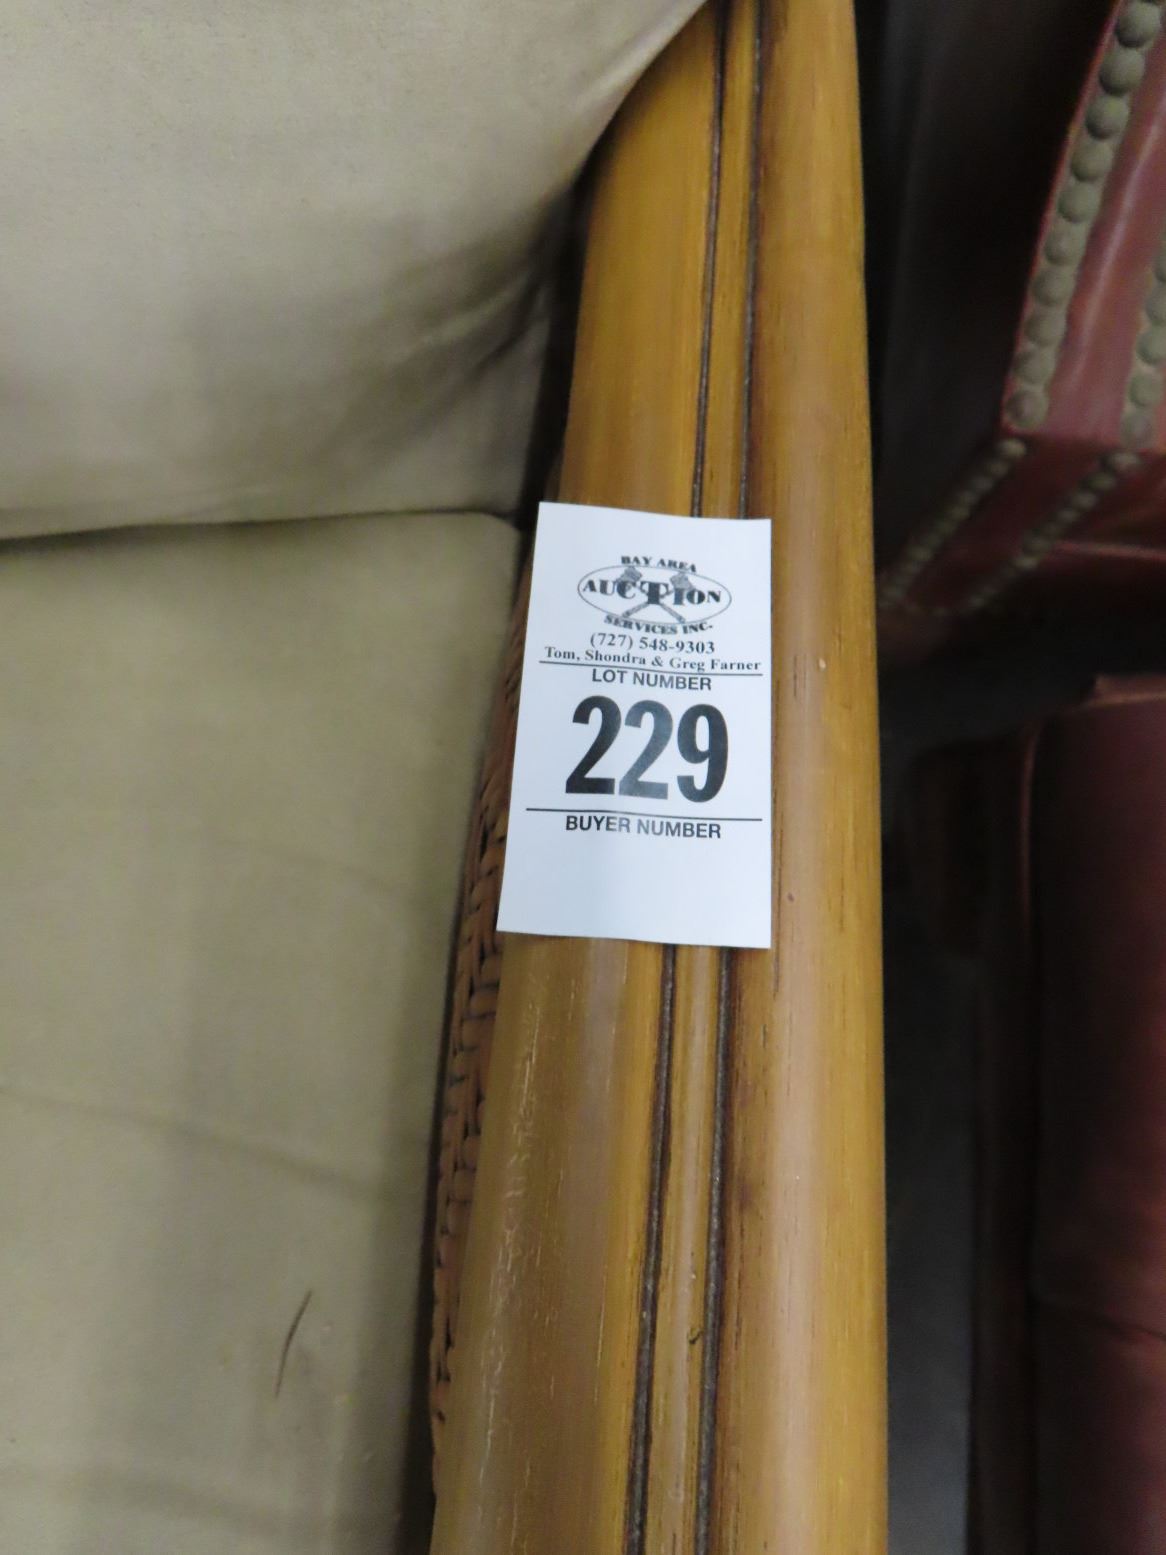 BAY AREA
AUCTION
SERVICES INC.
(727) 548-9303
Tom, Shondra & Greg Farner
LOT NUMBER
229
BUYER NUMBER